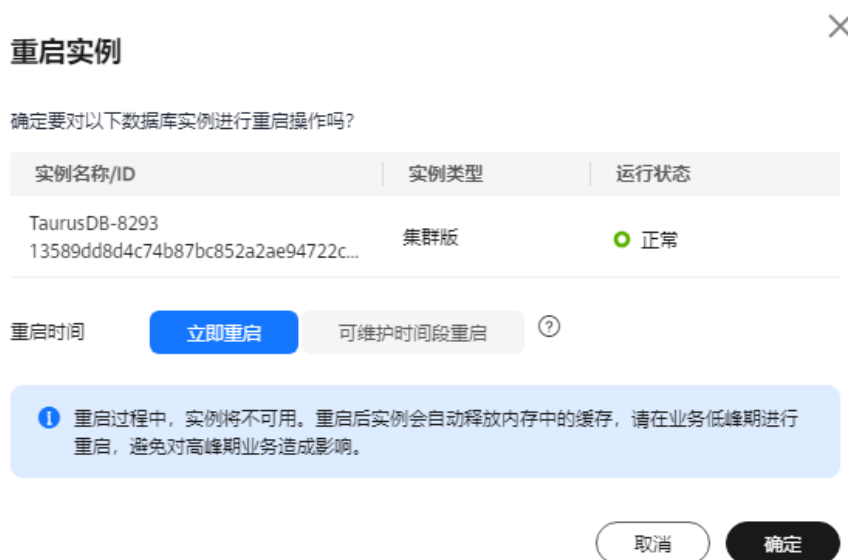 重启实例
确定要对以下数据库实例进行重启操作吗?
实例名称/ID 实例类型 运行状态
TaurusDB-8293
13589dd8d4c74b87bc852a2ae94722c...
集群版 正常
重启时间 立即重启 可维护时间段重启 ?
重启过程中，实例将不可用。重启后实例会自动释放内存中的缓存，请在业务低峰期进行
重启，避免对高峰期业务造成影响。
取消 确定